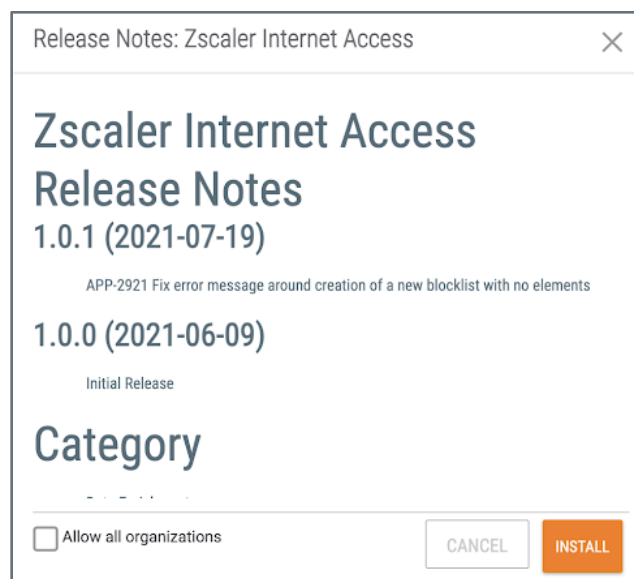 Release Notes: Zscaler Internet Access
Zscaler Internet Access
Release Notes
1.0.1 (2021-07-19)
APP-2921 Fix error message around creation of a new blocklist with no elements
1.0.0 (2021-06-09)
Initial Release
Category
Allow all organizations
CANCEL
INSTALL